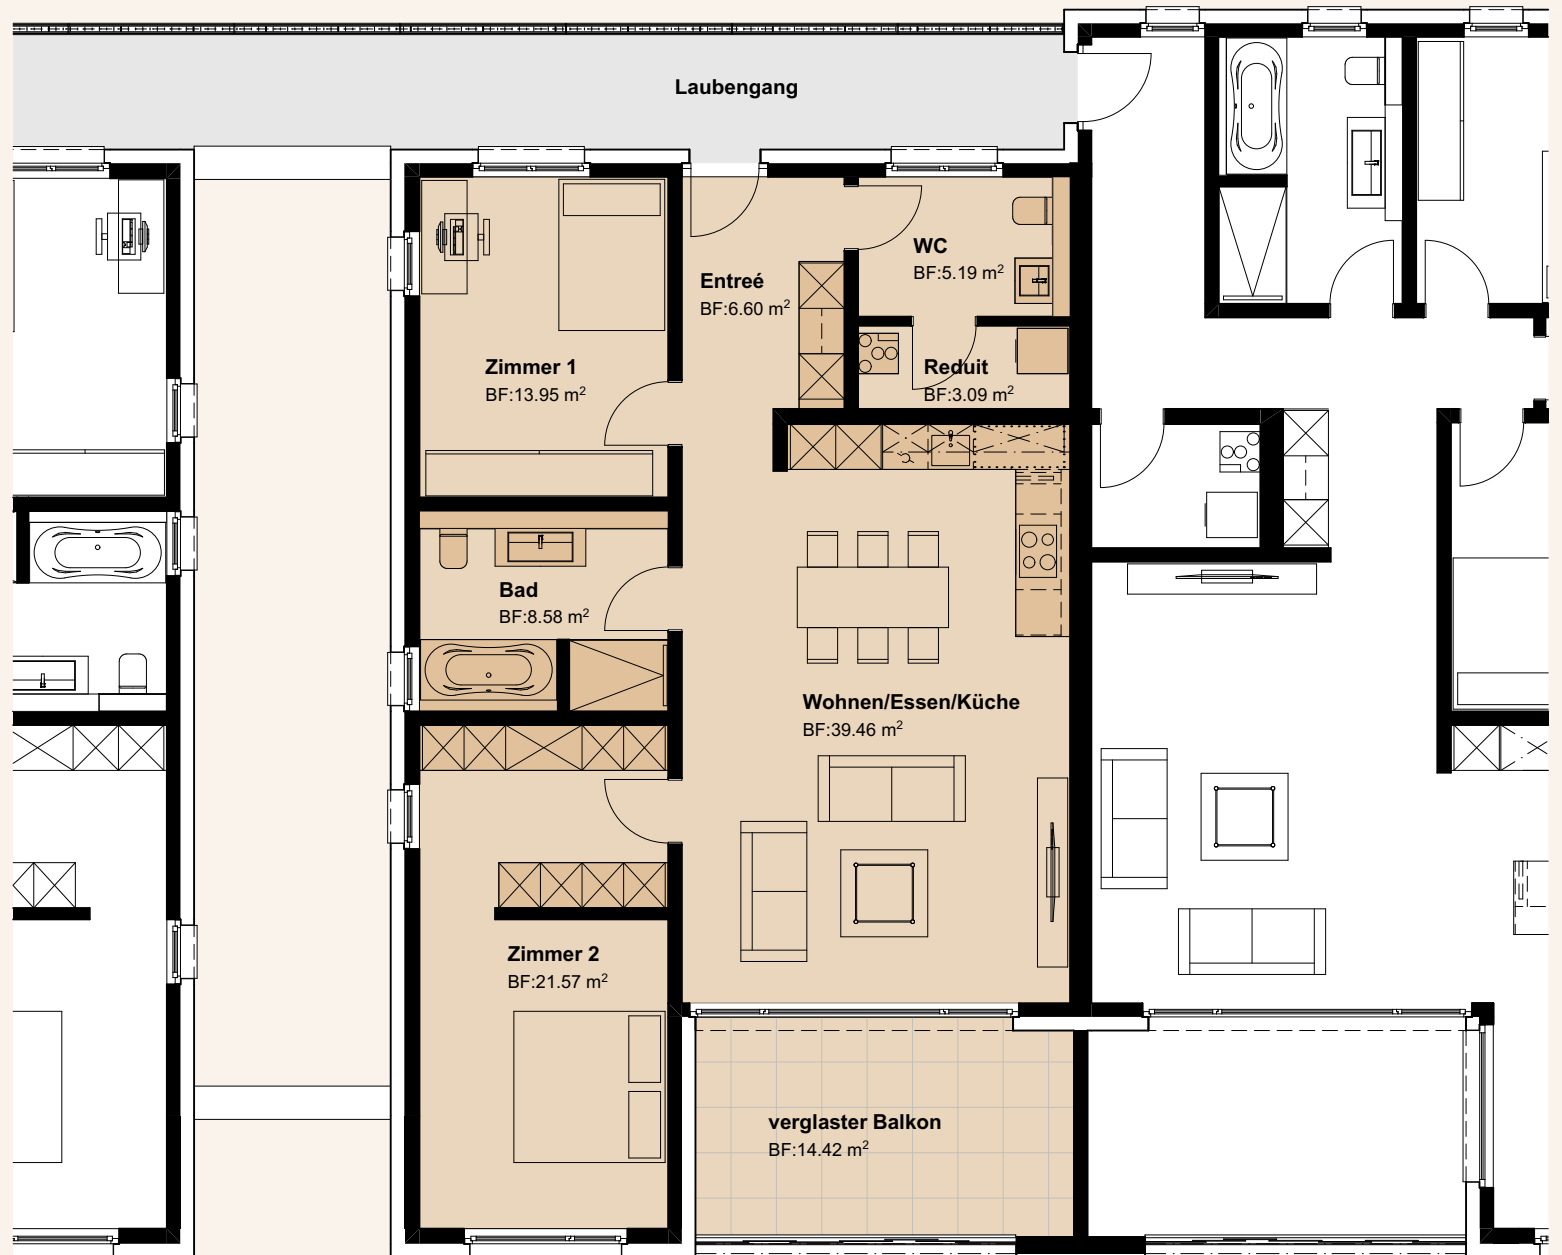 Laubengang
WC
BF:5.19 m²
Entreé
BF:6.60 m²
Zimmer 1
BF:13.95 m²
Reduit
BF:3.09 m²
Bad
BF:8.58 m²
Wohnen/Essen/Küche
BF:39.46 m²
Zimmer 2
BF:21.57 m²
verglaster Balkon
BF:14.42 m²